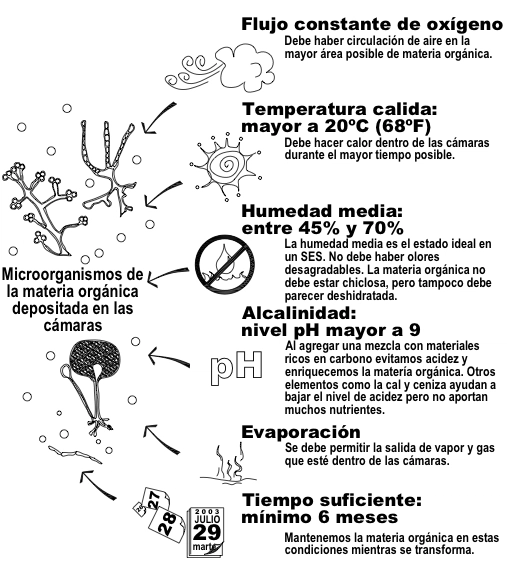 Flujo constante de oxígeno
Debe haber circulación de aire en la
mayor área posible de materia orgánica.
Temperatura calida:
mayor a 20ºC (68ºF)
Debe hacer calor dentro de las cámaras
durante el mayor tiempo posible.
Humedad media:
entre 45% y 70%
La humedad media es el estado ideal en
un SES. No debe haber olores
desagradables. La materia orgánica no
debe estar chiclosa, pero tampoco debe
parecer deshidratada.
Microorganismos de
la materia orgánica
depositada en las
cámaras
Alcalinidad:
nivel pH mayor a 9
Al agregar una mezcla con materiales
ricos en carbono evitamos acidez y
enriquecemos la matería orgánica. Otros
elementos como la cal y ceniza ayudan a
bajar el nivel de acidez pero no aportan
muchos nutrientes.
pH
Evaporación
Se debe permitir la salida de vapor y gas
que esté dentro de las cámaras.
Tiempo suficiente:
mínimo 6 meses
Mantenemos la materia orgánica en estas
condiciones mientras se transforma.
27
28
2003
JULIO
29
martes